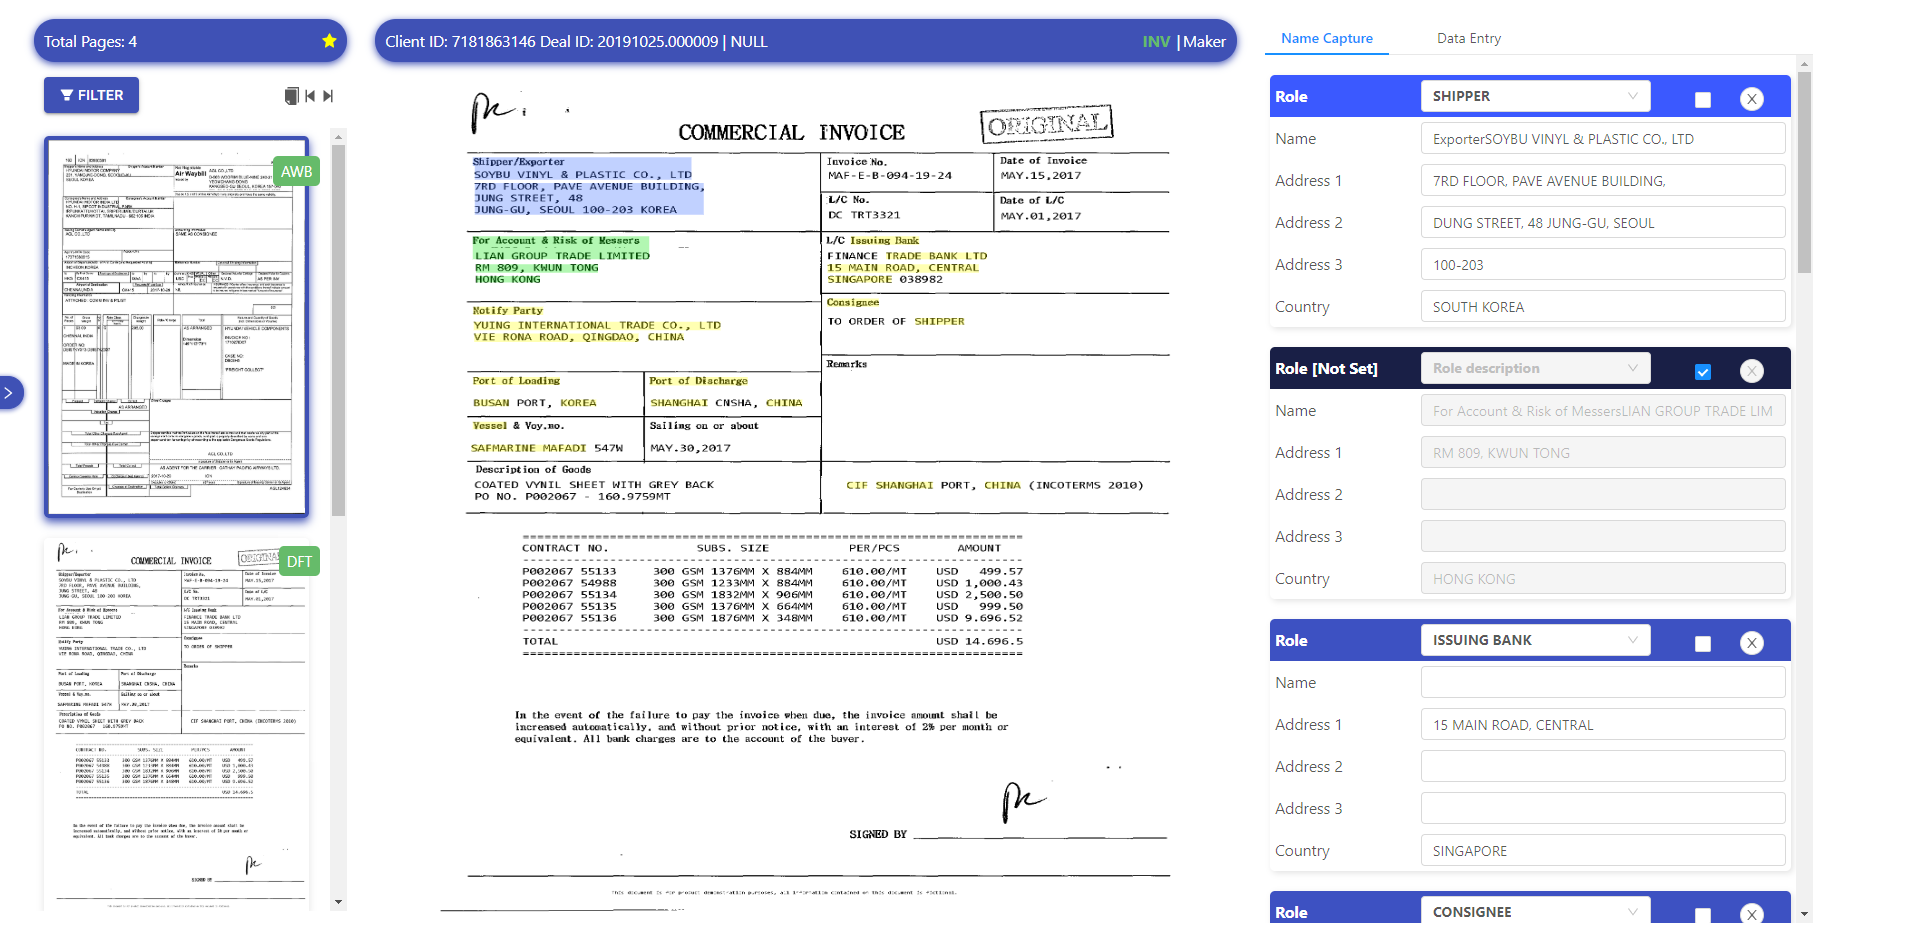 Total Pages: 4
FILTER
AWB
DFT
Client ID: 7181863146 Deal ID: 20191025.000009 | NULL
INV | Maker
COMMERCIAL INVOICE
ORIGINAL
Shipper/Exporter
SOYBU VINYL & PLASTIC CO., LTD
7RD FLOOR, PAVE AVENUE BUILDING,
JUNG STREET, 48
JUNG-GU, SEOUL 100-203 KOREA
Invoice No.
MAF-E-B-094-19-24
Date of Invoice
MAY.15,2017
L/C No.
DC TRT3321
Date of L/C
MAY.01,2017
For Account & Risk of Messers
LIAN GROUP TRADE LIMITED
RM 809, KWUN TONG
HONG KONG
L/C Issuing Bank
FINANCE TRADE BANK LTD
15 MAIN ROAD, CENTRAL
SINGAPORE 038982
Notify Party
YUING INTERNATIONAL TRADE CO., LTD
VIE RONA ROAD, QINGDAO, CHINA
Consignee
TO ORDER OF SHIPPER
Remarks
Port of Loading
BUSAN PORT, KOREA
Port of Discharge
SHANGHAI CNSHA, CHINA
Vessel & Voy.no.
SAFMARINE MAFADI 547W
Sailing on or about
MAY.30,2017
Description of Goods
COATED VYNIL SHEET WITH GREY BACK
PO NO. P002067 - 160.9759MT
CIF SHANGHAI PORT, CHINA (INCOTERMS 2010)
CONTRACT NO. SUBS. SIZE PER/PCS AMOUNT
P002067 55133 300 GSM 1376MM X 884MM 610.00/MT USD 499.57
P002067 54988 300 GSM 1233MM X 884MM 610.00/MT USD 1,000.43
P002067 55134 300 GSM 1832MM X 906MM 610.00/MT USD 2,500.50
P002067 55135 300 GSM 1376MM X 664MM 610.00/MT USD 999.50
P002067 55136 300 GSM 1876MM X 348MM 610.00/MT USD 9.696.52
TOTAL USD 14.696.5
In the event of the failure to pay the invoice when due, the invoice amount shall be
increased automatically, and without prior notice, with an interest of 2% per month or
equivalent. All bank charges are to the account of the buver.
SIGNED BY
This document is for product demonstration purposes, all information contained on this document is fictional.
Name Capture
Data Entry
Role SHIPPER X
Name ExporterSOYBU VINYL & PLASTIC CO., LTD
Address 1 7RD FLOOR, PAVE AVENUE BUILDING,
Address 2 DUNG STREET, 48 JUNG-GU, SEOUL
Address 3 100-203
Country SOUTH KOREA
Role [Not Set] Role description X
Name For Account & Risk of MessersLIAN GROUP TRADE LIM
Address 1 RM 809, KWUN TONG
Address 2
Address 3
Country HONG KONG
Role ISSUING BANK X
Name
Address 1 15 MAIN ROAD, CENTRAL
Address 2
Address 3
Country SINGAPORE
Role CONSIGNEE X